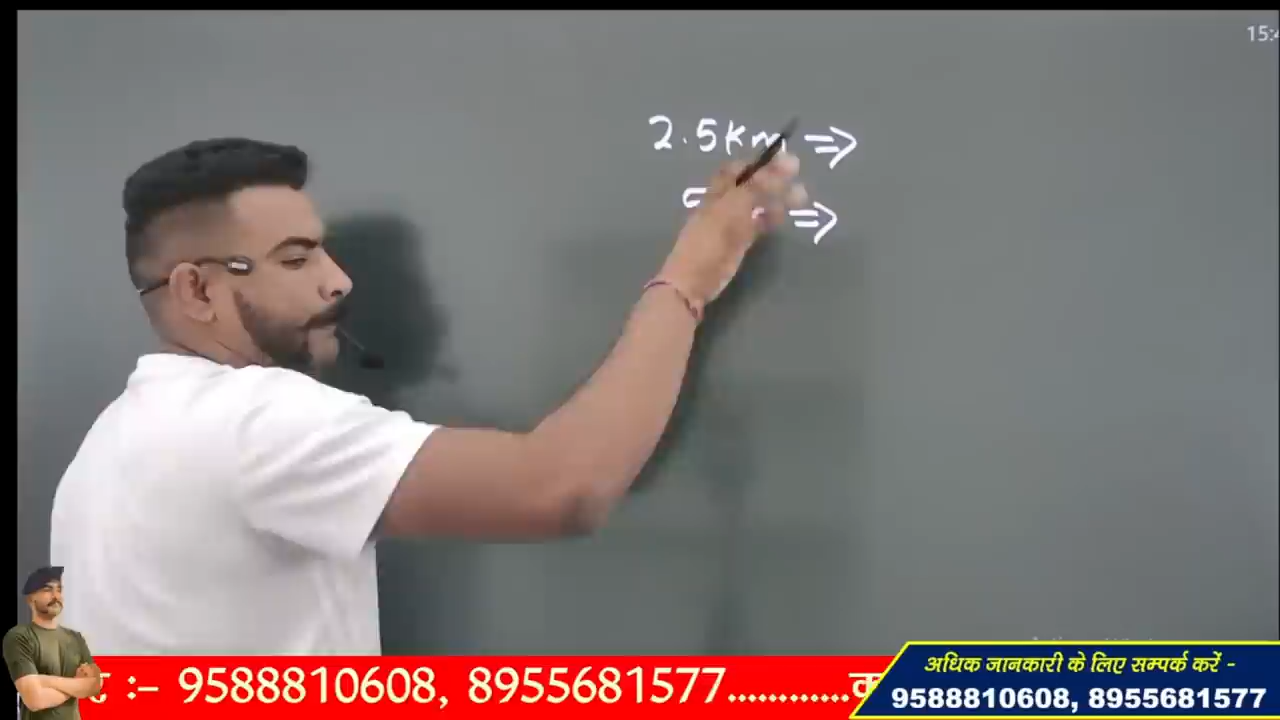 15:4
2.5km ⇒
⇒
:- 9588810608, 8955681577............
अधिक जानकारी के लिए सम्पर्क करें -
9588810608, 8955681577